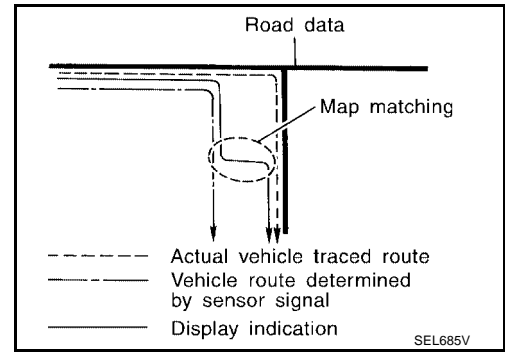 Road data
Map matching
Actual vehicle traced route
Vehicle route determined
by sensor signal
Display indication
SEL685V